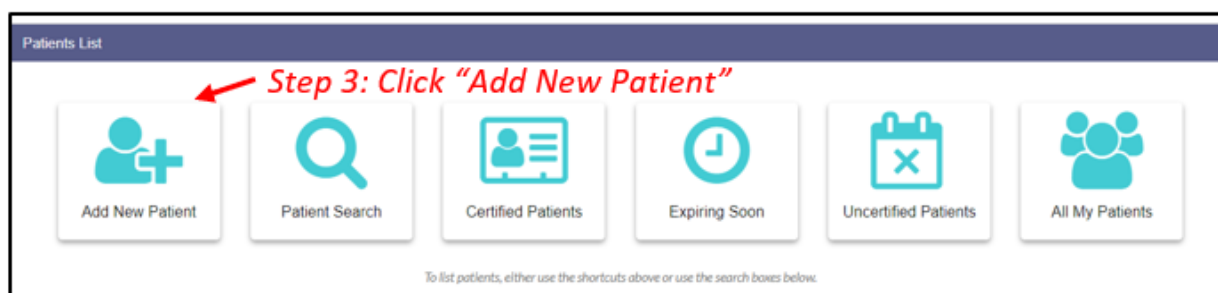 Patients List
Step 3: Click “Add New Patient”
Add New Patient
Patient Search
Certified Patients
Expiring Soon
Uncertified Patients
All My Patients
To list patients, either use the shortcuts above or use the search boxes below.